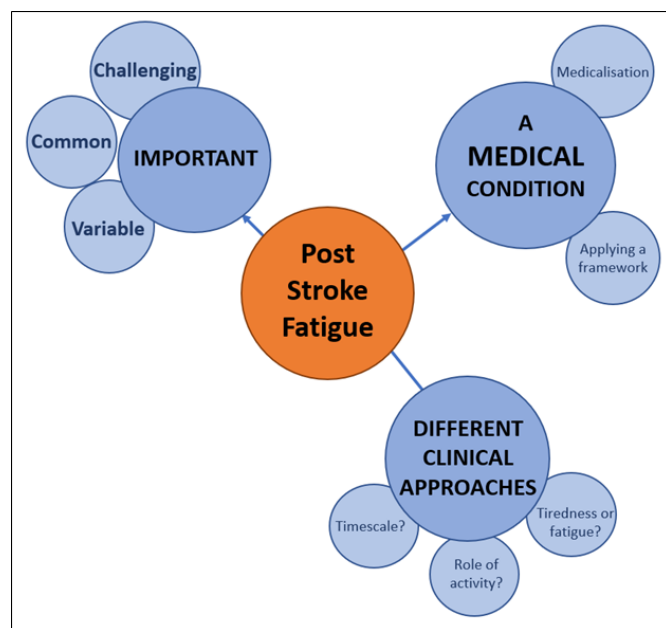 Challenging
Common
Variable
IMPORTANT
Medicalisation
A
MEDICAL
CONDITION
Applying a
framework
Post
Stroke
Fatigue
DIFFERENT
CLINICAL
APPROACHES
Timescale?
Role of
activity?
Tiredness or
fatigue?